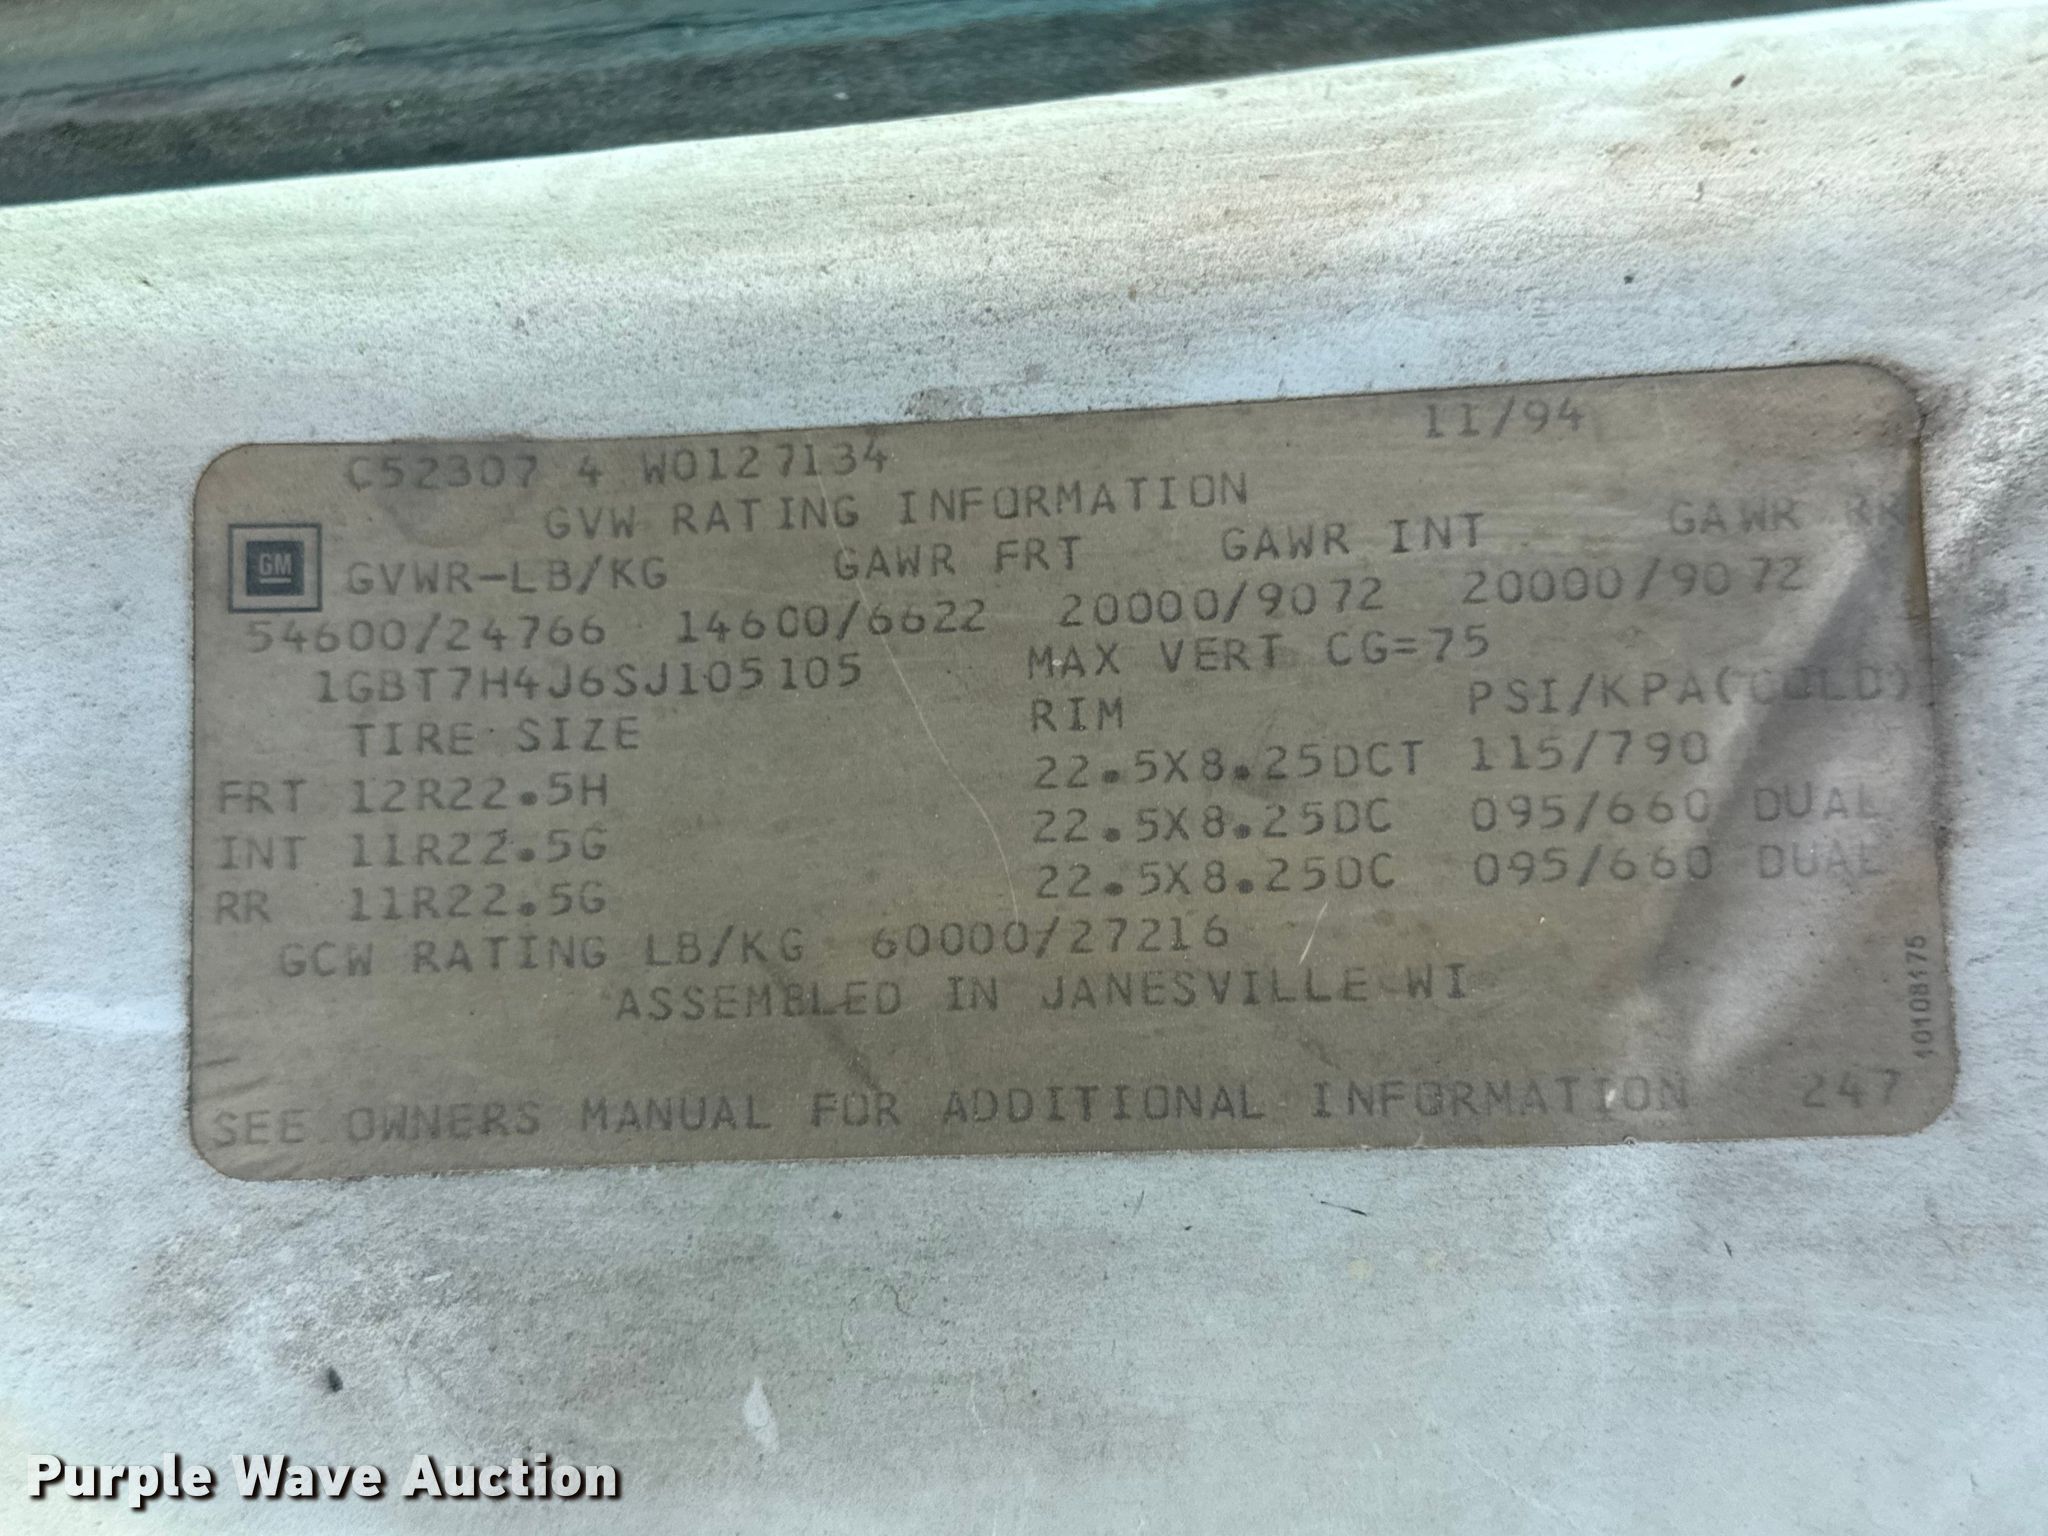 C52307 4 W0127134 11/94
GVW RATING INFORMATION
GM
GVWR-LB/KG GAWR FRT GAWR INT GAWR RR
54600/24766 14600/6622 20000/9072 20000/9072
1GBT7H4J6SJ105105 MAX VERT CG=75
TIRE SIZE RIM PSI/KPA(COLD)
FRT 12R22.5H 22.5X8.25DCT 115/790
INT 11R22.5G 22.5X8.25DC 095/660 DUAL
RR 11R22.5G 22.5X8.25DC 095/660 DUAL
GCW RATING LB/KG 60000/27216
ASSEMBLED IN JANESVILLE WI
10108175
SEE OWNERS MANUAL FOR ADDITIONAL INFORMATION 247
Purple Wave Auction